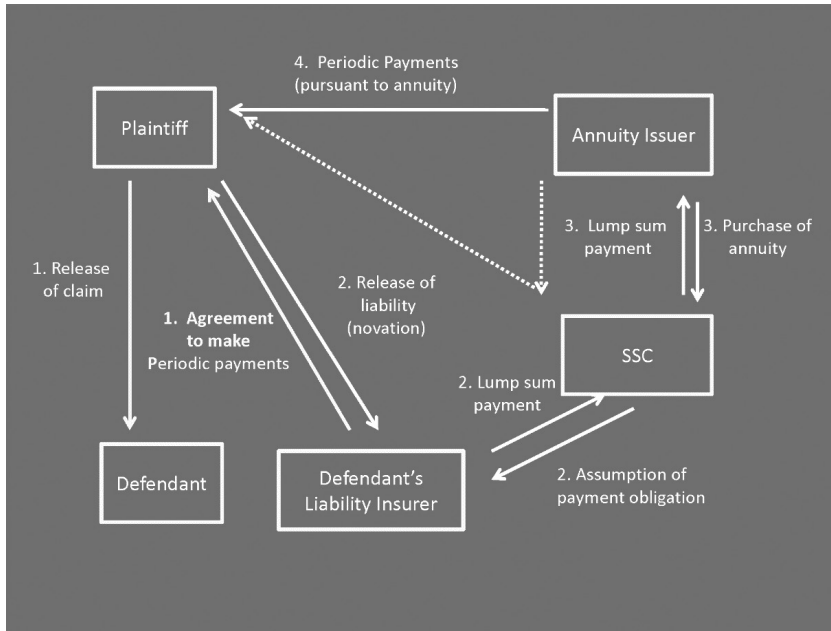 4. Periodic Payments
(pursuant to annuity)
Plaintiff
Annuity Issuer
3. Lump sum
payment
3. Purchase of
annuity
1. Release
of claim
2. Release of
liability
(novation)
1. Agreement
to make
Periodic payments
SSC
2. Lump sum
payment
Defendant
Defendant’s
Liability Insurer
2. Assumption of
payment obligation